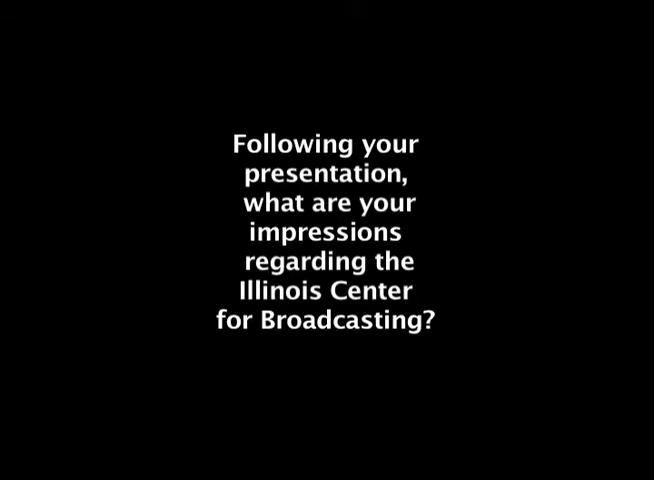 Following your
presentation,
what are your
impressions
regarding the
Illinois Center
for Broadcasting?